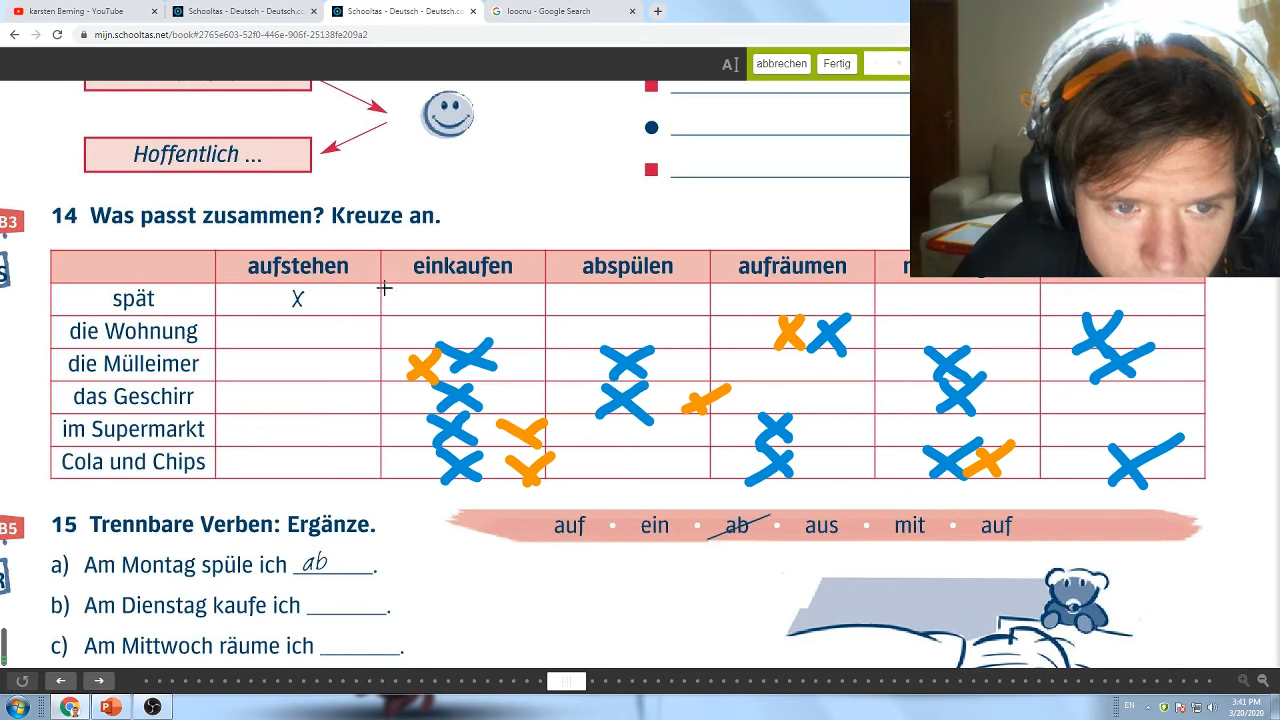 karsten Berning - YouTube
Schooltas - Deutsch - Deutsch.c
Schooltas - Deutsch - Deutsch.c
loocnu - Google Search
mijn.schooltas.net/book#2765e603-52f0-446e-906f-25138fe209a2
abbrechen Fertig
Hoffentlich ...
B3
14 Was passt zusammen? Kreuze an.
aufstehen einkaufen abspülen aufräumen
spät X
die Wohnung X X X
die Mülleimer X X X X X
das Geschirr X X X X
im Supermarkt X X X
Cola und Chips X X X X X X
B5
15 Trennbare Verben: Ergänze.
auf • ein • ab • aus • mit • auf
a) Am Montag spüle ich ab.
b) Am Dienstag kaufe ich ________.
c) Am Mittwoch räume ich ________.
EN
3:41 PM
3/20/2020